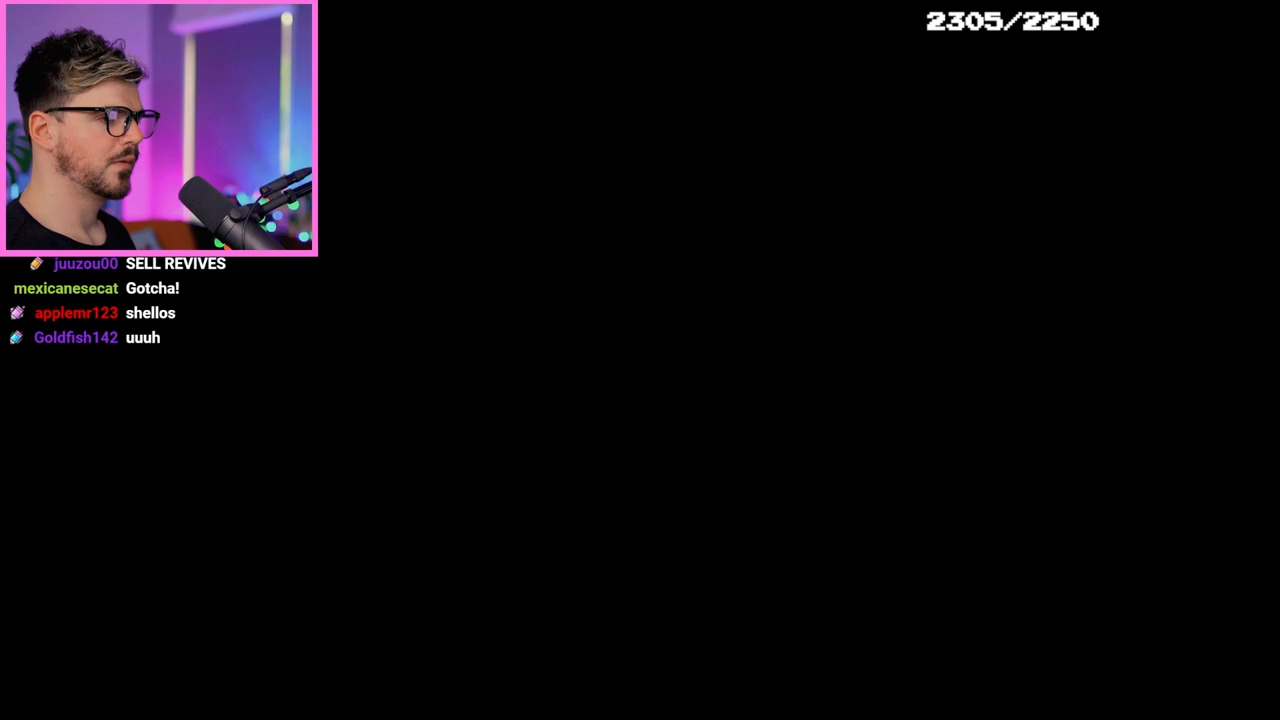 2305/2250
juuzou00 SELL REVIVES
mexicanesecat Gotcha!
applemr123 shellos
Goldfish142 uuuh